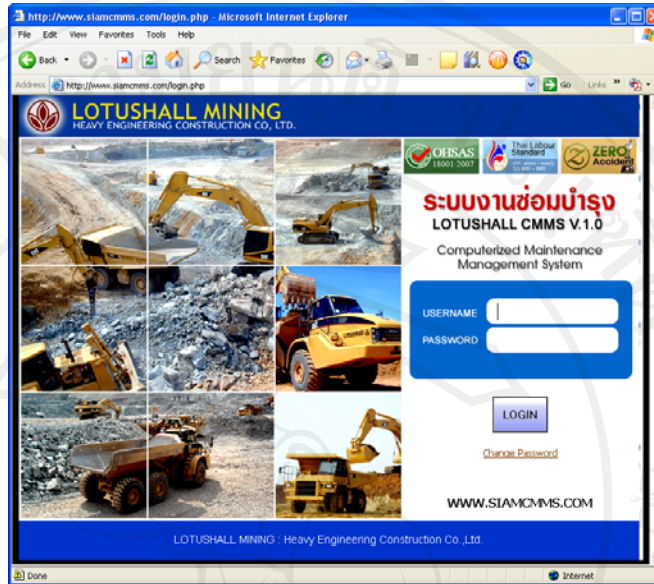 http://www.siamcmms.com/login.php - Microsoft Internet Explorer
File Edit View Favorites Tools Help
Back Search Favorites
Address http://www.siamcmms.com/login.php Go Links »
LOTUSHALL MINING
HEAVY ENGINEERING CONSTRUCTION CO, LTD.
OHSAS
18001:2007
Thai Labour
Standard
ZERO
Accident
ระบบงานซ่อมบำรุง
LOTUSHALL CMMS V.1.0
Computerized Maintenance
Management System
USERNAME
PASSWORD
LOGIN
Change Password
WWW.SIAMCMMS.COM
LOTUSHALL MINING : Heavy Engineering Construction Co.,Ltd.
Done Internet